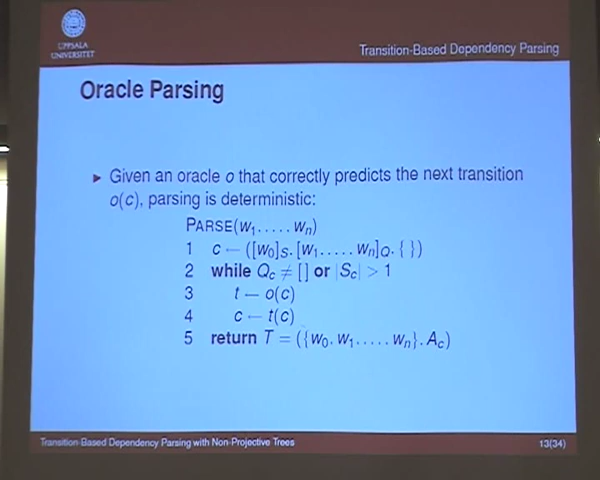 UPPSALA
UNIVERSITET
Transition-Based Dependency Parsing
Oracle Parsing
► Given an oracle o that correctly predicts the next transition
o(c), parsing is deterministic:
PARSE(w1.....wn)
1 c ← ([w0]S.[w1.....wn]Q.{ })
2 while Qc ≠ [] or |Sc| > 1
3 t ← o(c)
4 c ← t(c)
5 return T = ({w0.w1.....wn}.Ac)
Transition-Based Dependency Parsing with Non-Projective Trees
13(34)